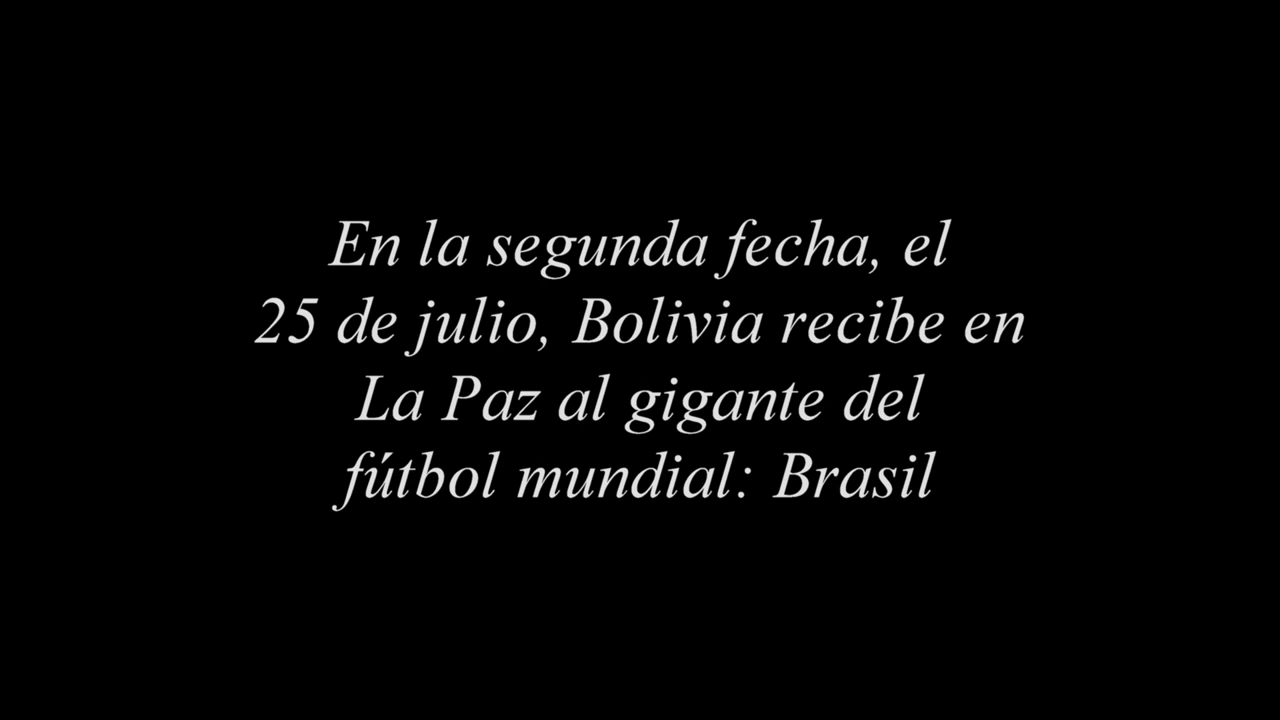 En la segunda fecha, el
25 de julio, Bolivia recibe en
La Paz al gigante del
fútbol mundial: Brasil